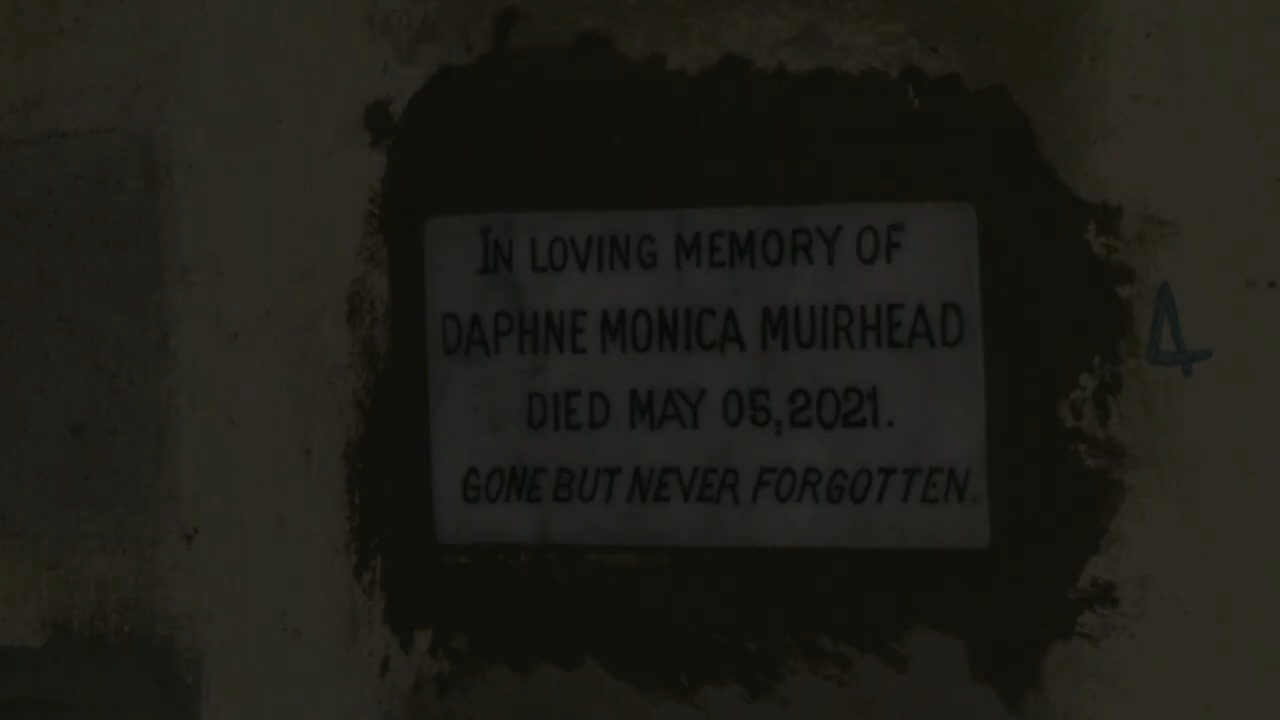 IN LOVING MEMORY OF
DAPHNE MONICA MUIRHEAD
DIED MAY 05, 2021.
GONE BUT NEVER FORGOTTEN.
4